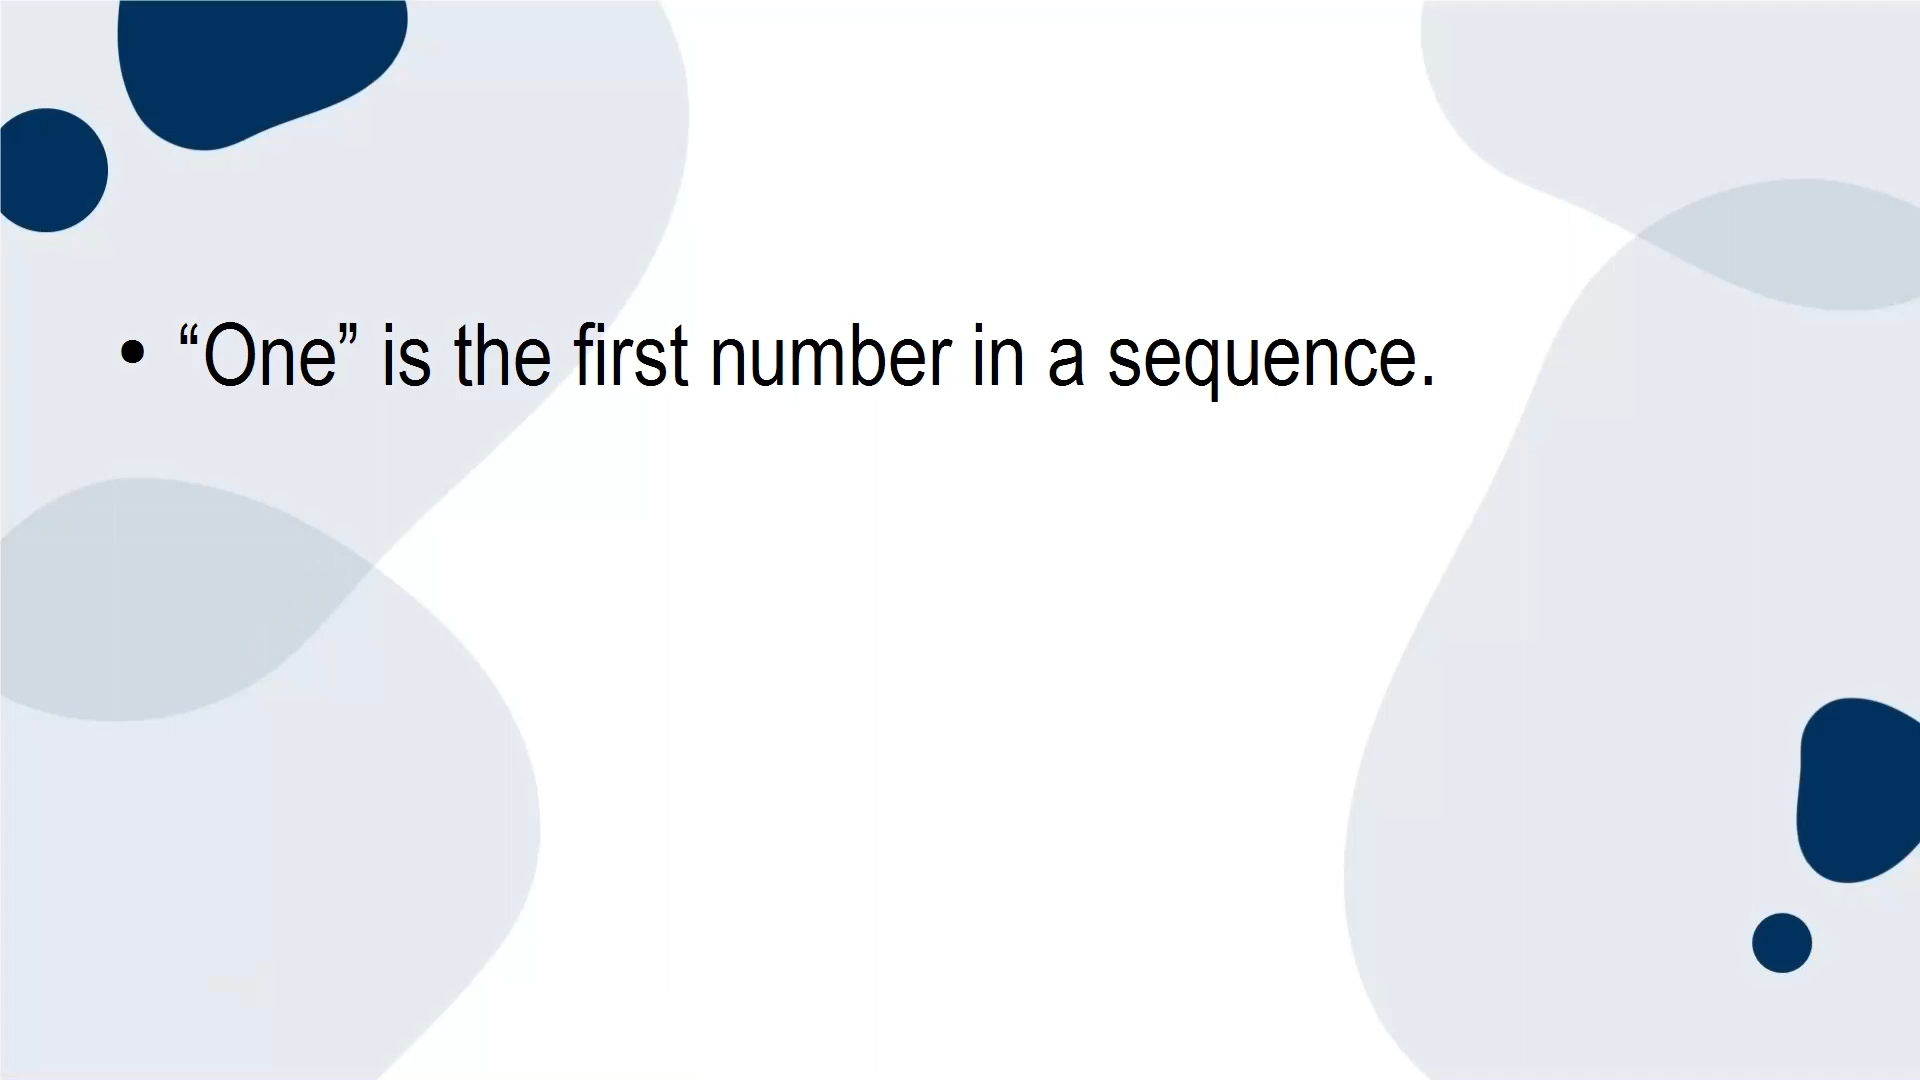 • “One” is the first number in a sequence.